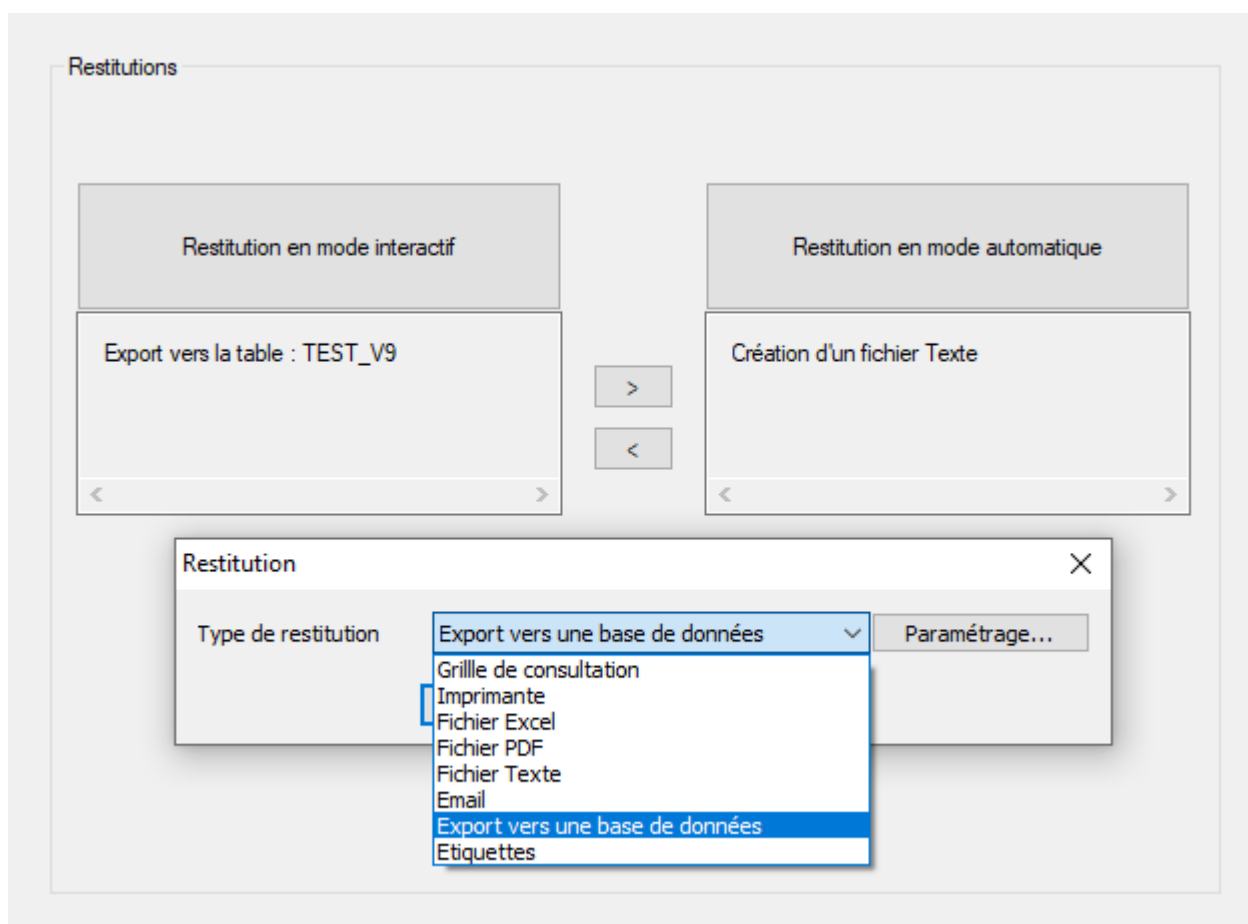 Restitutions
Restitution en mode interactif
Restitution en mode automatique
Export vers la table : TEST_V9
Création d'un fichier Texte
>
<
Restitution
Type de restitution
Export vers une base de données
Paramétrage...
Grillle de consultation
Imprimante
Fichier Excel
Fichier PDF
Fichier Texte
Email
Export vers une base de données
Etiquettes